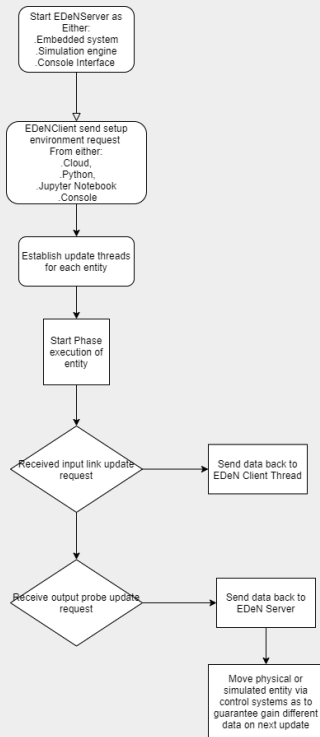 Start EDeNServer as
Either:
.Embedded system
.Simulation engine
.Console Interface
EDeNClient send setup
environment request
From either:
.Cloud,
.Python,
.Jupyter Notebook
.Console
Establish update threads
for each entity
Start Phase
execution of
entity
Received input link update
request
Send data back to
EDeN Client Thread
Receive output probe update
request
Send data back to
EDeN Server
Move physical or
simulated entity via
control systems as to
guarantee gain different
data on next update